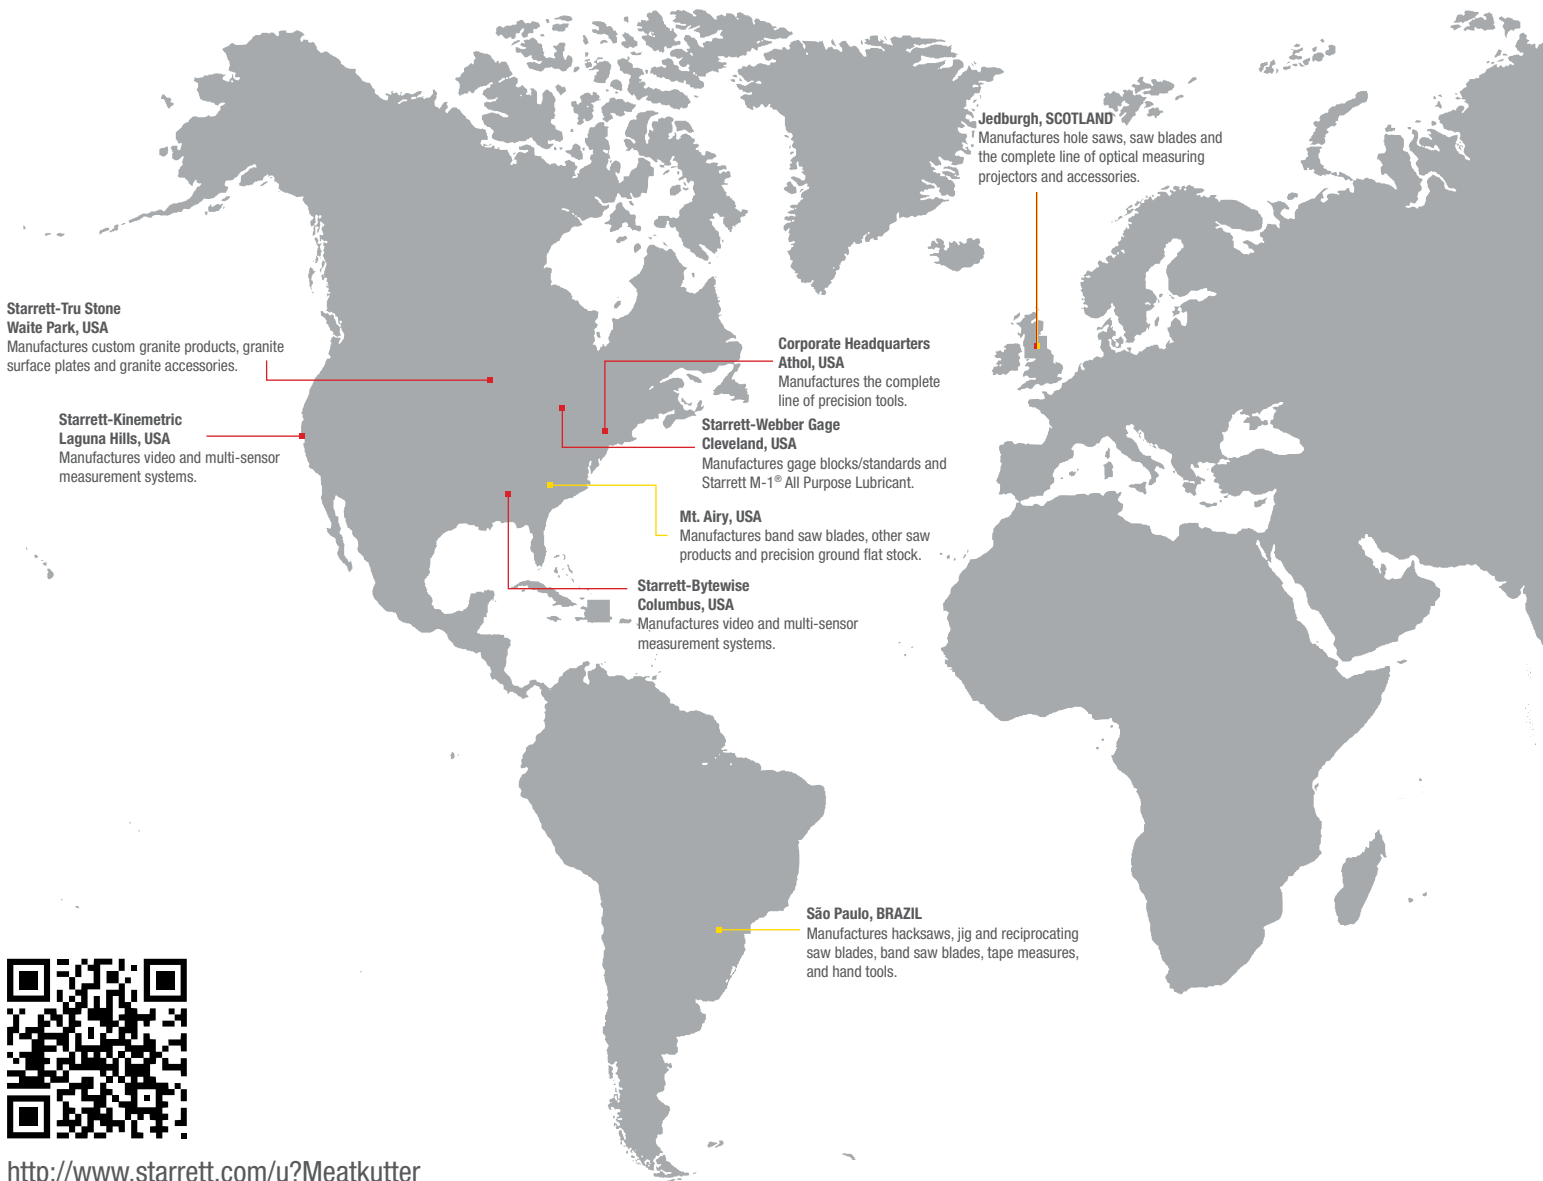 Jedburgh, SCOTLAND
Manufactures hole saws, saw blades and
the complete line of optical measuring
projectors and accessories.
Starrett-Tru Stone
Waite Park, USA
Manufactures custom granite products, granite
surface plates and granite accessories.
Corporate Headquarters
Athol, USA
Manufactures the complete
line of precision tools.
Starrett-Kinemetric
Laguna Hills, USA
Manufactures video and multi-sensor
measurement systems.
Starrett-Webber Gage
Cleveland, USA
Manufactures gage blocks/standards and
Starrett M-1® All Purpose Lubricant.
Mt. Airy, USA
Manufactures band saw blades, other saw
products and precision ground flat stock.
Starrett-Bytewise
Columbus, USA
Manufactures video and multi-sensor
measurement systems.
São Paulo, BRAZIL
Manufactures hacksaws, jig and reciprocating
saw blades, band saw blades, tape measures,
and hand tools.
http://www.starrett.com/u?Meatkutter